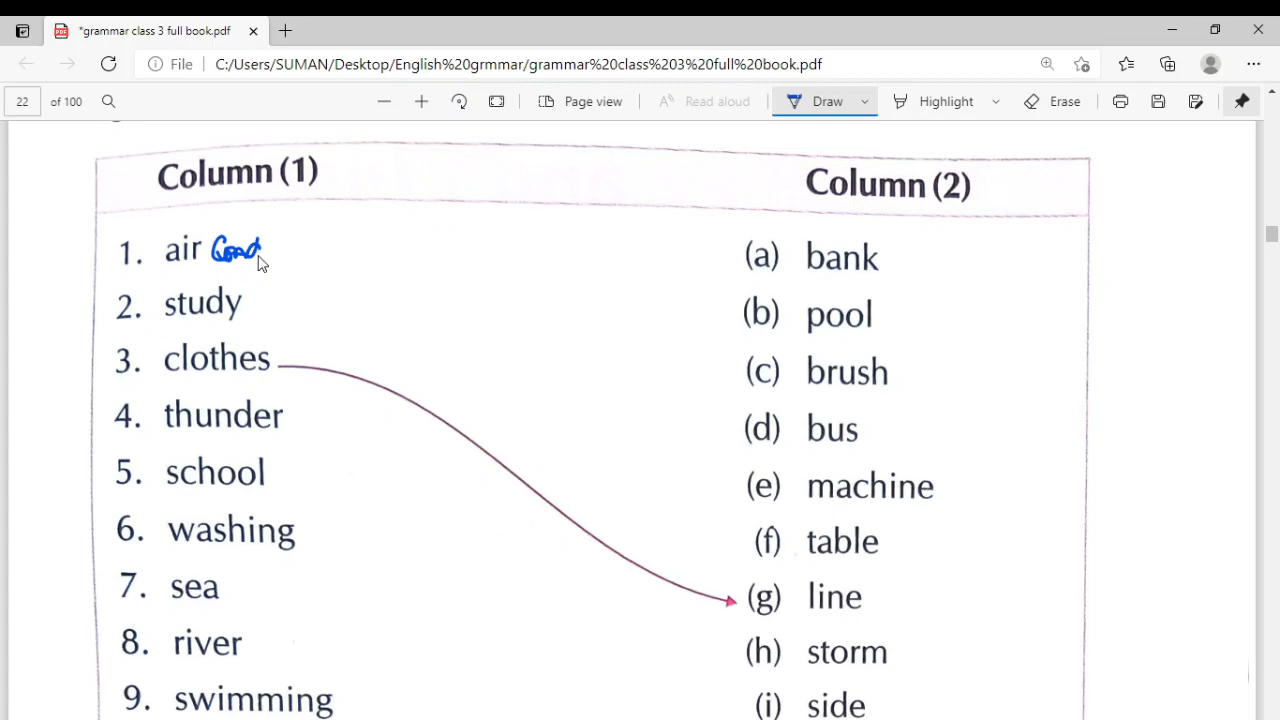 *grammar class 3 full book.pdf
File C:/Users/SUMAN/Desktop/English%20grmmar/grammar%20class%203%20full%20book.pdf
22 of 100 Page view Read aloud Draw Highlight Erase
Column (1) Column (2)
1. air Cond (a) bank
2. study (b) pool
3. clothes (c) brush
4. thunder (d) bus
5. school (e) machine
6. washing (f) table
7. sea (g) line
8. river (h) storm
9. swimming (i) side